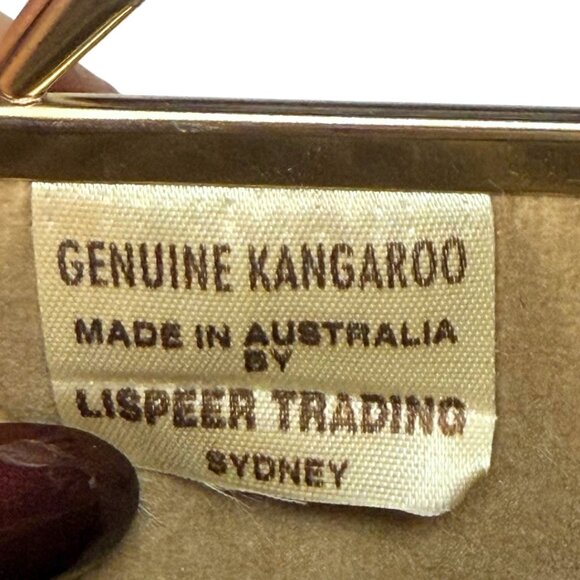 GENUINE KANGAROO
MADE IN AUSTRALIA
BY
LISPEER TRADING
SYDNEY